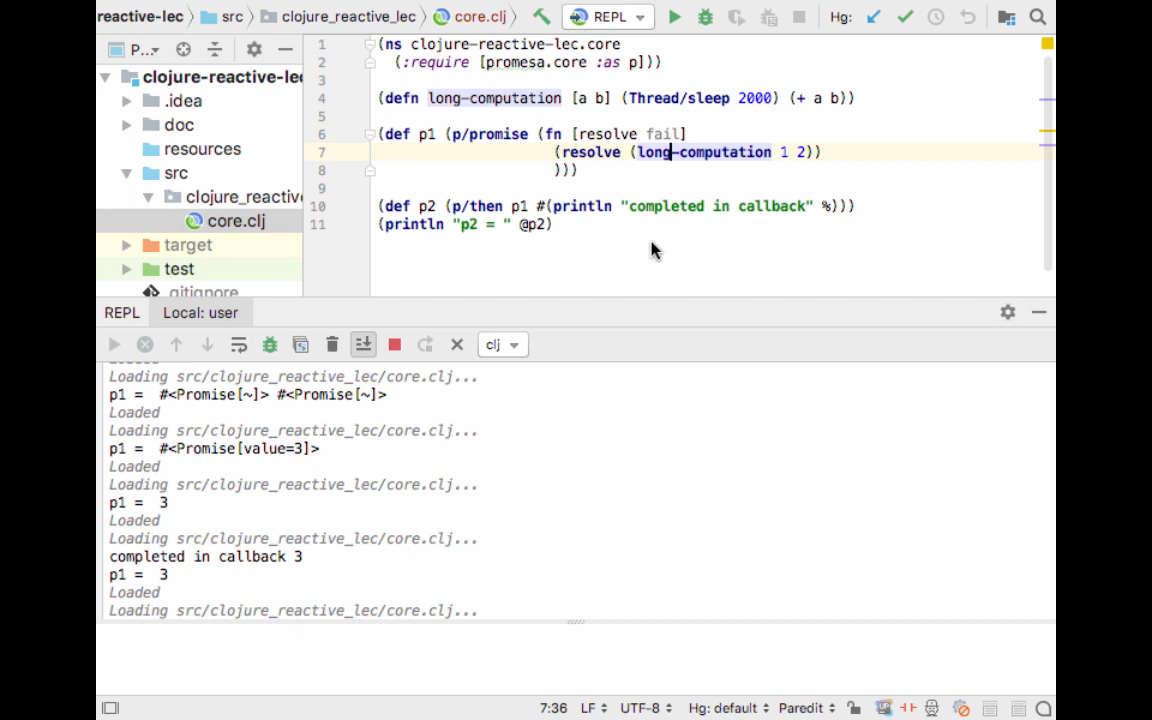 reactive-lec src clojure_reactive_lec core.clj REPL Hg:
P...
clojure-reactive-lec
.idea
doc
resources
src
clojure_reactive
core.clj
target
test
.gitignore
1 (ns clojure-reactive-lec.core
2 (:require [promesa.core :as p]))
3
4 (defn long-computation [a b] (Thread/sleep 2000) (+ a b))
5
6 (def p1 (p/promise (fn [resolve fail]
7 (resolve (long-computation 1 2))
8 )))
9
10 (def p2 (p/then p1 #(println "completed in callback" %)))
11 (println "p2 = " @p2)
REPL Local: user
clj
Loaded
Loading src/clojure_reactive_lec/core.clj...
p1 =  #<Promise[~]> #<Promise[~]>
Loaded
Loading src/clojure_reactive_lec/core.clj...
p1 =  #<Promise[value=3]>
Loaded
Loading src/clojure_reactive_lec/core.clj...
p1 =  3
Loaded
Loading src/clojure_reactive_lec/core.clj...
completed in callback 3
p1 =  3
Loaded
Loading src/clojure_reactive_lec/core.clj...
7:36 LF UTF-8 Hg: default Paredit